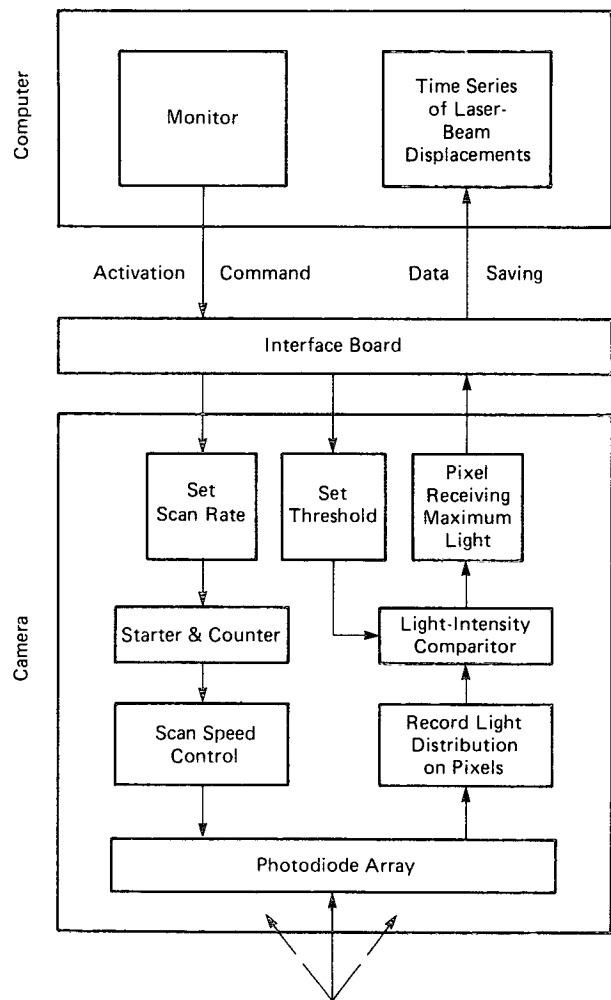 Computer
Monitor
Time Series
of Laser-
Beam
Displacements
Activation Command
Data Saving
Interface Board
Camera
Set
Scan Rate
Set
Threshold
Pixel
Receiving
Maximum
Light
Starter & Counter
Light-Intensity
Comparitor
Scan Speed
Control
Record Light
Distribution
on Pixels
Photodiode Array